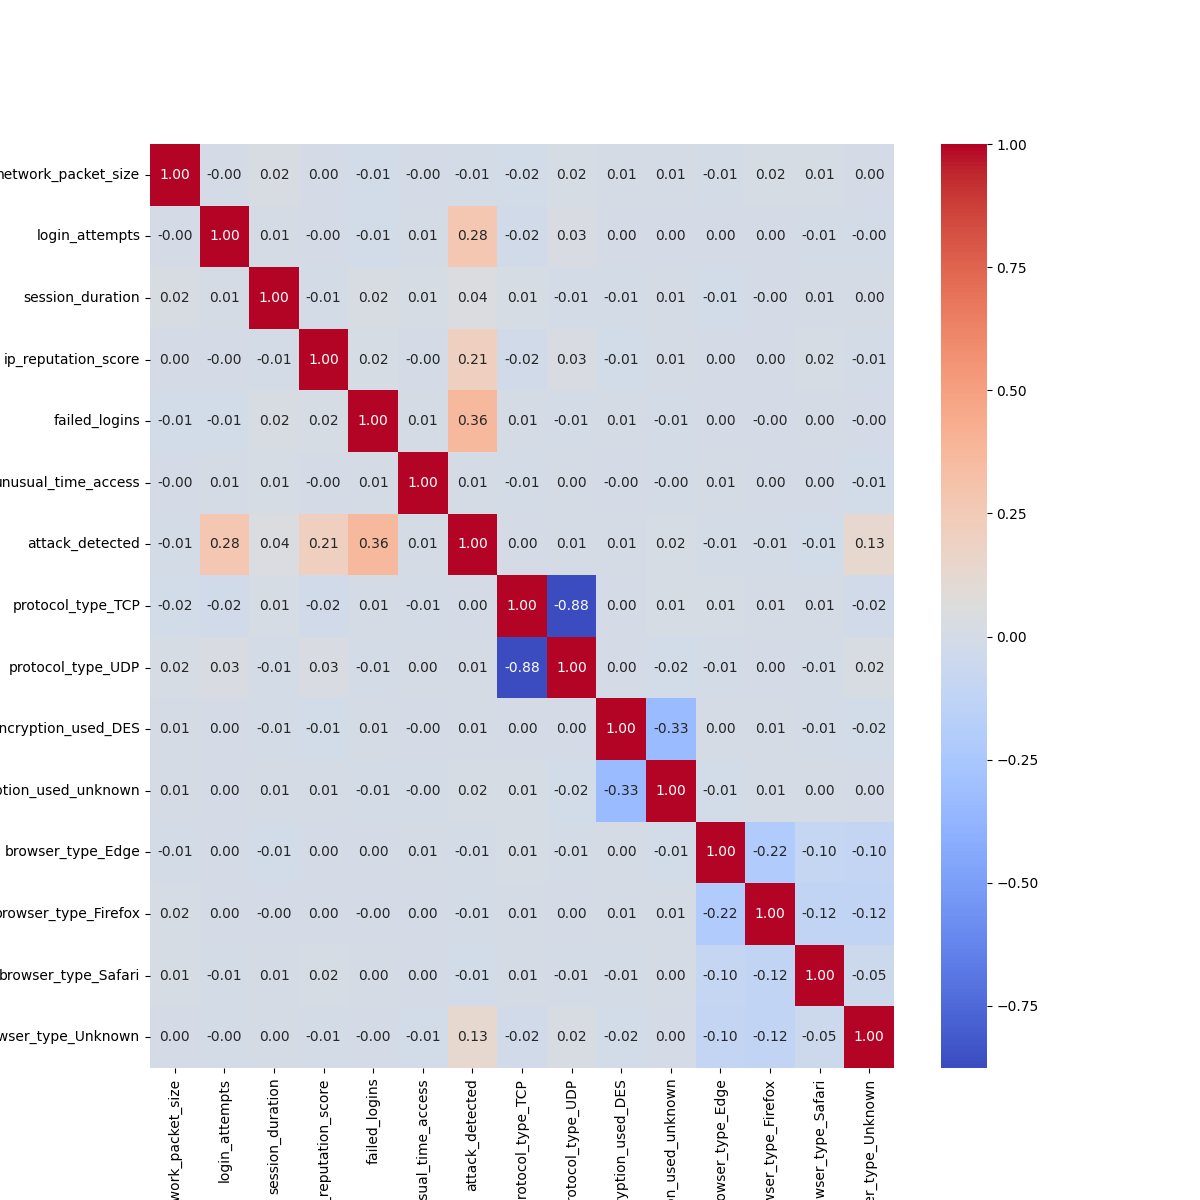 network_packet_size 1.00 -0.00 0.02 0.00 -0.01 -0.00 -0.01 -0.02 0.02 0.01 0.01 -0.01 0.02 0.01 0.00
login_attempts -0.00 1.00 0.01 -0.00 -0.01 0.01 0.28 -0.02 0.03 0.00 0.00 0.00 0.00 -0.01 -0.00
session_duration 0.02 0.01 1.00 -0.01 0.02 0.01 0.04 0.01 -0.01 -0.01 0.01 -0.01 -0.00 0.01 0.00
ip_reputation_score 0.00 -0.00 -0.01 1.00 0.02 -0.00 0.21 -0.02 0.03 -0.01 0.01 0.00 0.00 0.02 -0.01
failed_logins -0.01 -0.01 0.02 0.02 1.00 0.01 0.36 0.01 -0.01 0.01 -0.01 0.00 -0.00 0.00 -0.00
unusual_time_access -0.00 0.01 0.01 -0.00 0.01 1.00 0.01 -0.01 0.00 -0.00 -0.00 0.01 0.00 0.00 -0.01
attack_detected -0.01 0.28 0.04 0.21 0.36 0.01 1.00 0.00 0.01 0.01 0.02 -0.01 -0.01 -0.01 0.13
protocol_type_TCP -0.02 -0.02 0.01 -0.02 0.01 -0.01 0.00 1.00 -0.88 0.00 0.01 0.01 0.01 0.01 -0.02
protocol_type_UDP 0.02 0.03 -0.01 0.03 -0.01 0.00 0.01 -0.88 1.00 0.00 -0.02 -0.01 0.00 -0.01 0.02
ncryption_used_DES 0.01 0.00 -0.01 -0.01 0.01 -0.00 0.01 0.00 0.00 1.00 -0.33 0.00 0.01 -0.01 -0.02
ption_used_unknown 0.01 0.00 0.01 0.01 -0.01 -0.00 0.02 0.01 -0.02 -0.33 1.00 -0.01 0.01 0.00 0.00
browser_type_Edge -0.01 0.00 -0.01 0.00 0.00 0.01 -0.01 0.01 -0.01 0.00 -0.01 1.00 -0.22 -0.10 -0.10
browser_type_Firefox 0.02 0.00 -0.00 0.00 -0.00 0.00 -0.01 0.01 0.00 0.01 0.01 -0.22 1.00 -0.12 -0.12
browser_type_Safari 0.01 -0.01 0.01 0.02 0.00 0.00 -0.01 0.01 -0.01 -0.01 0.00 -0.10 -0.12 1.00 -0.05
wser_type_Unknown 0.00 -0.00 0.00 -0.01 -0.00 -0.01 0.13 -0.02 0.02 -0.02 0.00 -0.10 -0.12 -0.05 1.00
work_packet_size
login_attempts
session_duration
_reputation_score
failed_logins
sual_time_access
attack_detected
rotocol_type_TCP
rotocol_type_UDP
yption_used_DES
on_used_unknown
owser_type_Edge
wser_type_Firefox
wser_type_Safari
er_type_Unknown
1.00
0.75
0.50
0.25
0.00
−0.25
−0.50
−0.75